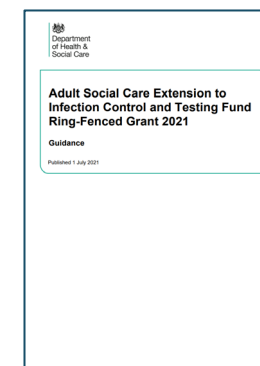 Department
of Health &
Social Care
Adult Social Care Extension to
Infection Control and Testing Fund
Ring-Fenced Grant 2021
Guidance
Published 1 July 2021